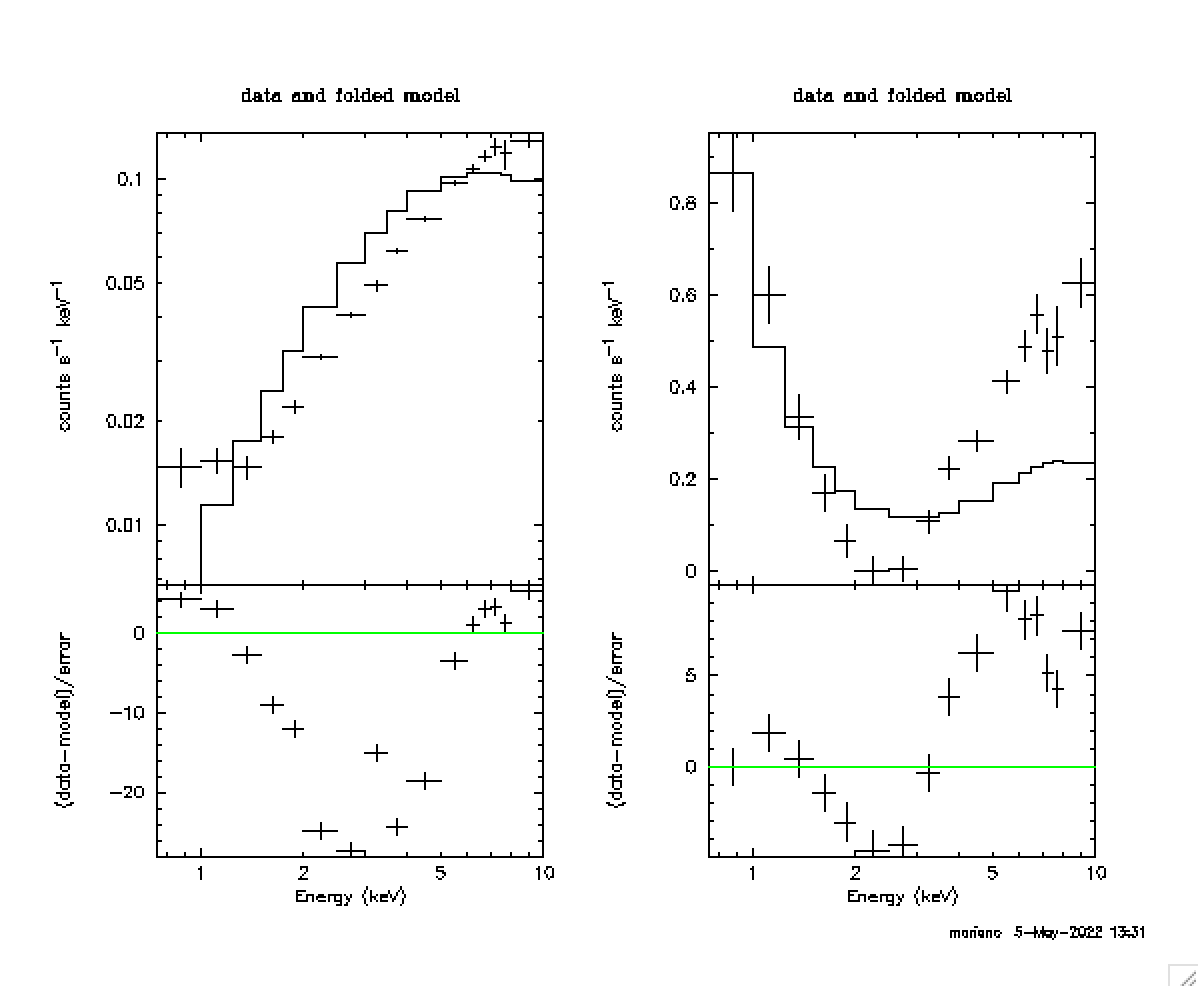 data and folded model
counts s⁻¹ keV⁻¹
0.1
0.05
0.02
0.01
(data−model)/error
0
−10
−20
1 2 5 10
Energy (keV)
data and folded model
counts s⁻¹ keV⁻¹
0.8
0.6
0.4
0.2
0
(data−model)/error
5
0
1 2 5 10
Energy (keV)
mariano 5−May−2022 13:31